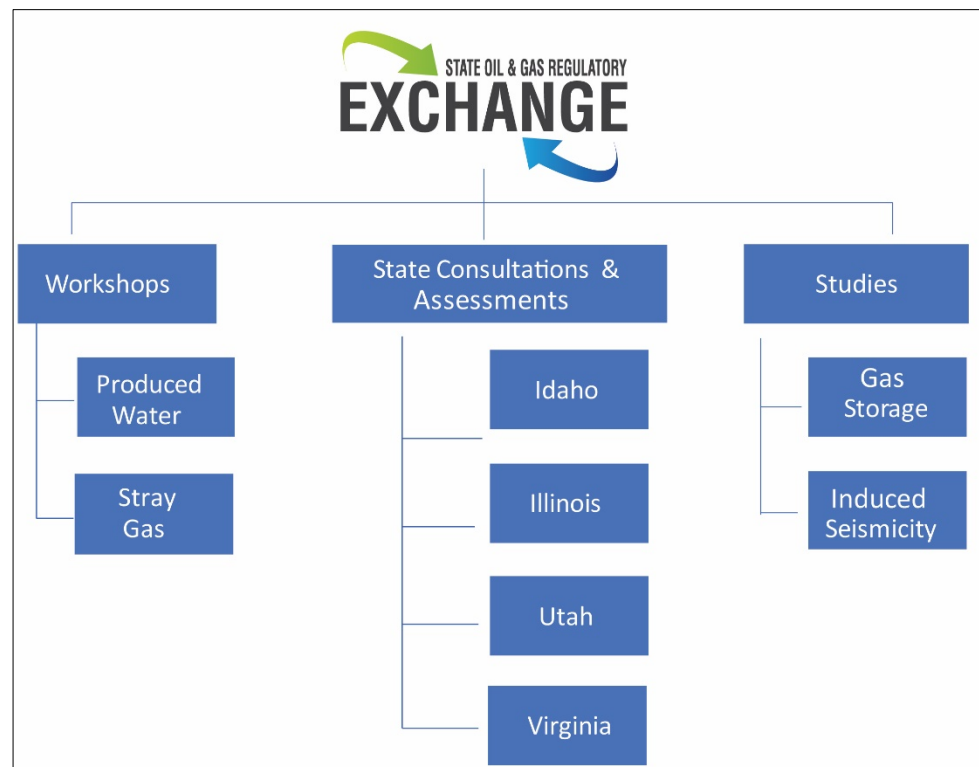 STATE OIL & GAS REGULATORY
EXCHANGE
Workshops
Produced
Water
Stray
Gas
State Consultations &
Assessments
Idaho
Illinois
Utah
Virginia
Studies
Gas
Storage
Induced
Seismicity